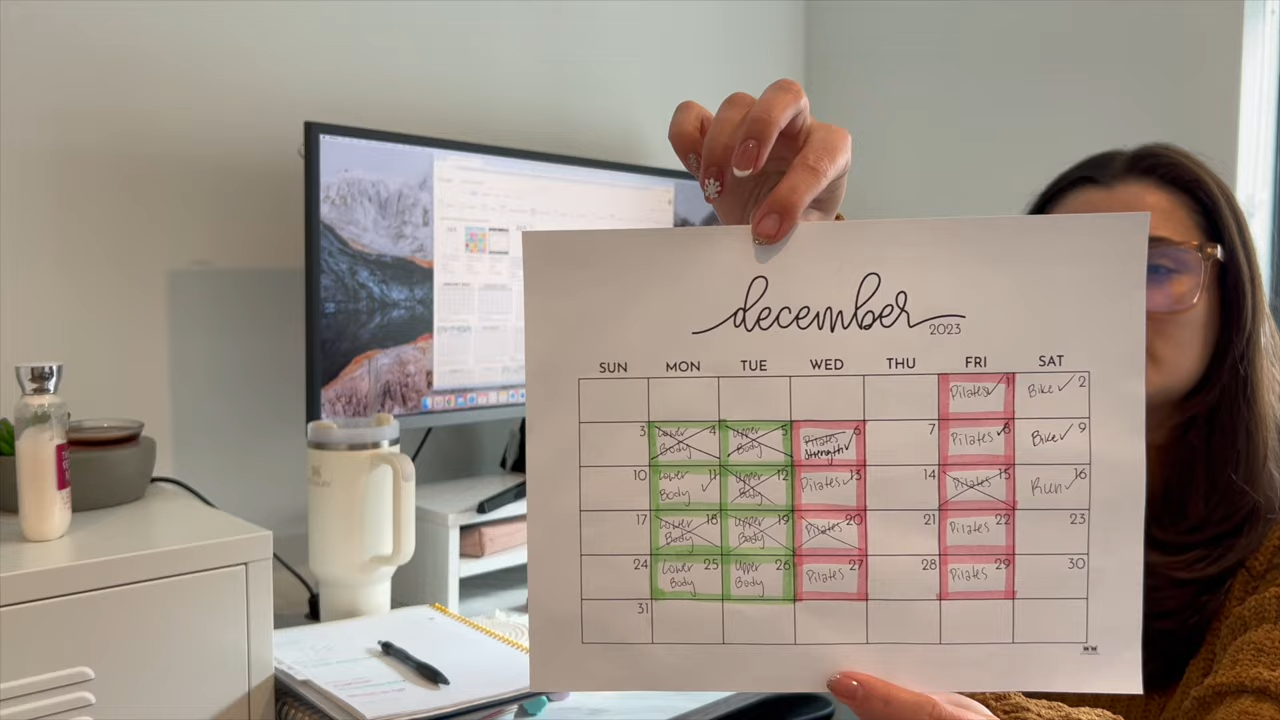 december
2023
SUN MON TUE WED THU FRI SAT
Pilates✓ 1 Bike ✓ 2
3 Lower Body 4 Upper Body 5 Pilates Strength✓ 6 7 Pilates ✓ 8 Bike✓ 9
10 Lower Body ✓ 11 Upper Body 12 Pilates✓ 13 14 Pilates 15 Run✓ 16
17 Lower Body 18 Upper Body 19 Pilates 20 21 Pilates 22 23
24 Lower Body 25 Upper Body 26 Pilates 27 28 Pilates 29 30
31